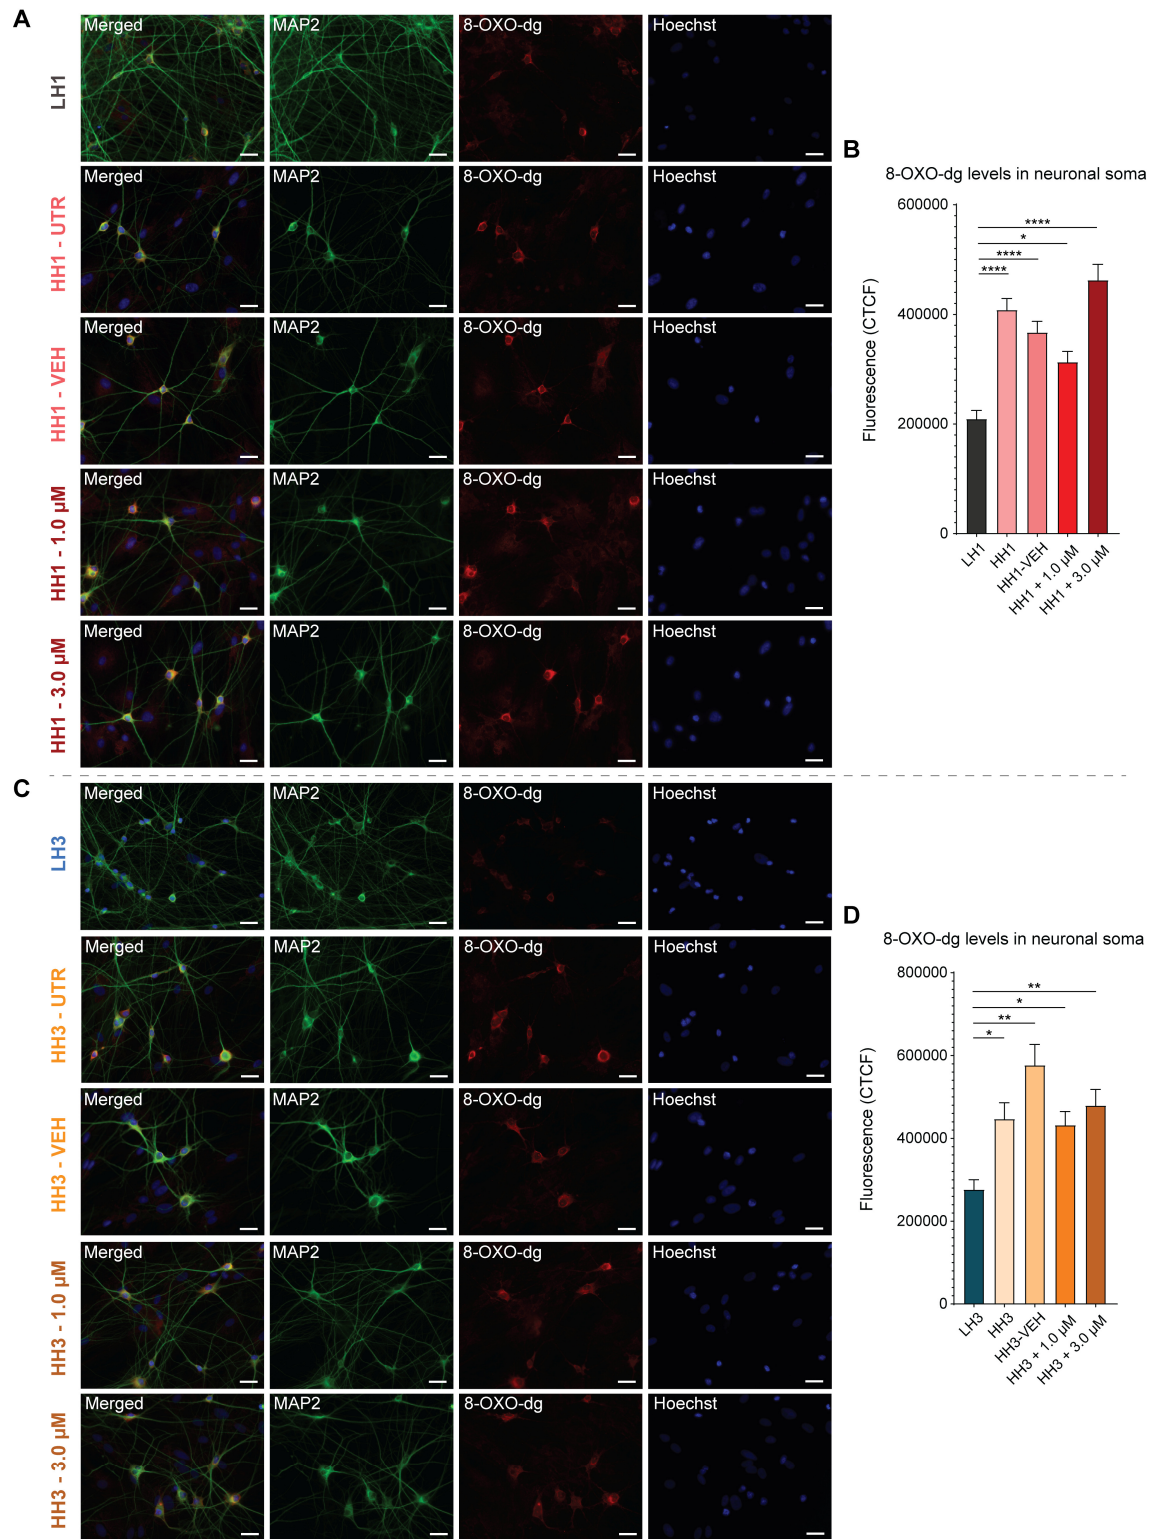 A
LH1
Merged
MAP2
8-OXO-dg
Hoechst
HH1 - UTR
Merged
MAP2
8-OXO-dg
Hoechst
HH1 - VEH
Merged
MAP2
8-OXO-dg
Hoechst
HH1 - 1.0 µM
Merged
MAP2
8-OXO-dg
Hoechst
HH1 - 3.0 µM
Merged
MAP2
8-OXO-dg
Hoechst
B
8-OXO-dg levels in neuronal soma
Fluorescence (CTCF)
600000
400000
200000
0
****
*
****
****
LH1
HH1
HH1-VEH
HH1 + 1.0 µM
HH1 + 3.0 µM
C
LH3
Merged
MAP2
8-OXO-dg
Hoechst
HH3 - UTR
Merged
MAP2
8-OXO-dg
Hoechst
HH3 - VEH
Merged
MAP2
8-OXO-dg
Hoechst
HH3 - 1.0 µM
Merged
MAP2
8-OXO-dg
Hoechst
HH3 - 3.0 µM
Merged
MAP2
8-OXO-dg
Hoechst
D
8-OXO-dg levels in neuronal soma
Fluorescence (CTCF)
800000
600000
400000
200000
0
**
*
**
*
LH3
HH3
HH3-VEH
HH3 + 1.0 µM
HH3 + 3.0 µM